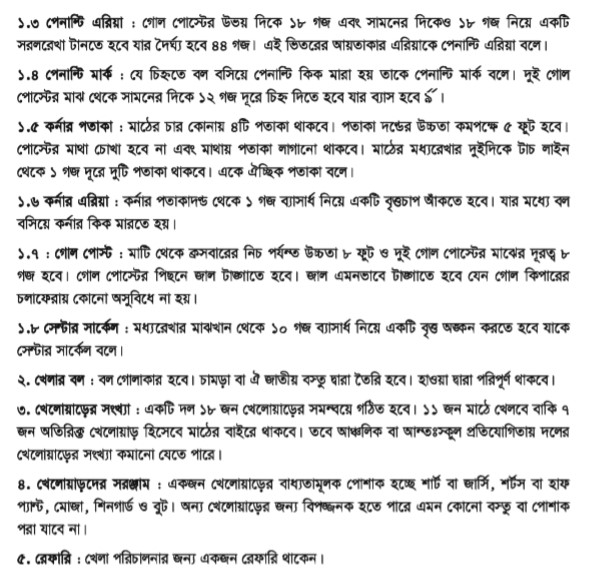 ১.৩ পেনাল্টি এরিয়া : গোল পোস্টের উভয় দিকে ১৮ গজ এবং সামনের দিকেও ১৮ গজ নিয়ে একটি
সরলরেখা টানতে হবে যার দৈর্ঘ্য হবে ৪৪ গজ। এই ভিতরের আয়তাকার এরিয়াকে পেনাল্টি এরিয়া বলে।
১.৪ পেনাল্টি মার্ক : যে চিহ্নতে বল বসিয়ে পেনাল্টি কিক মারা হয় তাকে পেনাল্টি মার্ক বলে। দুই গোল
পোস্টের মাঝ থেকে সামনের দিকে ১২ গজ দূরে চিহ্ন দিতে হবে যার ব্যাস হবে ৯˝।
১.৫ কর্নার পতাকা : মাঠের চার কোনায় ৪টি পতাকা থাকবে। পতাকা দন্ডের উচ্চতা কমপক্ষে ৫ ফুট হবে।
পোস্টের মাথা চোখা হবে না এবং মাথায় পতাকা লাগানো থাকবে। মাঠের মধ্যরেখার দুইদিকে টাচ লাইন
থেকে ১ গজ দূরে দুটি পতাকা থাকবে। একে ঐচ্ছিক পতাকা বলে।
১.৬ কর্নার এরিয়া : কর্নার পতাকাদন্ড থেকে ১ গজ ব্যাসার্ধ নিয়ে একটি বৃত্তচাপ আঁকতে হবে। যার মধ্যে বল
বসিয়ে কর্নার কিক মারতে হয়।
১.৭ : গোল পোস্ট : মাটি থেকে ক্রসবারের নিচ পর্যন্ত উচ্চতা ৮ ফুট ও দুই গোল পোস্টের মাঝের দূরত্ব ৮
গজ হবে। গোল পোস্টের পিছনে জাল টাঙ্গাতে হবে। জাল এমনভাবে টাঙ্গাতে হবে যেন গোল কিপারের
চলাফেরায় কোনো অসুবিধে না হয়।
১.৮ সেন্টার সার্কেল : মধ্যরেখার মাঝখান থেকে ১০ গজ ব্যাসার্ধ নিয়ে একটি বৃত্ত অঙ্কন করতে হবে যাকে
সেন্টার সার্কেল বলে।
২. খেলার বল : বল গোলাকার হবে। চামড়া বা ঐ জাতীয় বস্তু দ্বারা তৈরি হবে। হাওয়া দ্বারা পরিপূর্ণ থাকবে।
৩. খেলোয়াড়ের সংখ্যা : একটি দল ১৮ জন খেলোয়াড়ের সমন্বয়ে গঠিত হবে। ১১ জন মাঠে খেলবে বাকি ৭
জন অতিরিক্ত খেলোয়াড় হিসেবে মাঠের বাইরে থাকবে। তবে আঞ্চলিক বা আন্তঃস্কুল প্রতিযোগিতায় দলের
খেলোয়াড়ের সংখ্যা কমানো যেতে পারে।
৪. খেলোয়াড়দের সরঞ্জাম : একজন খেলোয়াড়ের বাধ্যতামূলক পোশাক হচ্ছে শার্ট বা জার্সি, শর্টস বা হাফ
প্যান্ট, মোজা, শিনগার্ড ও বুট। অন্য খেলোয়াড়ের জন্য বিপজ্জনক হতে পারে এমন কোনো বস্তু বা পোশাক
পরা যাবে না।
৫. রেফারি : খেলা পরিচালনার জন্য একজন রেফারি থাকেন।